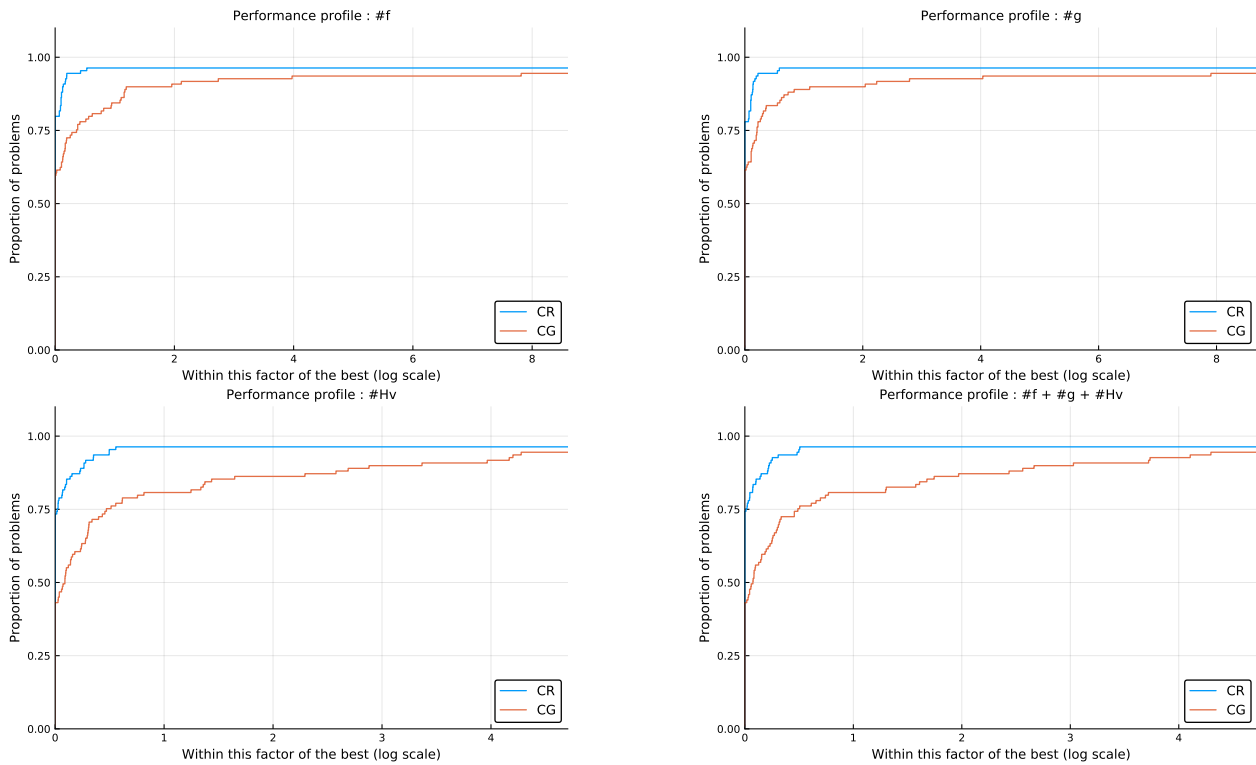 Performance profile : #f
Proportion of problems
1.00
0.75
0.50
0.25
0.00
0
2
4
6
8
Within this factor of the best (log scale)
CR
CG
Performance profile : #g
Proportion of problems
1.00
0.75
0.50
0.25
0.00
0
2
4
6
8
Within this factor of the best (log scale)
CR
CG
Performance profile : #Hv
Proportion of problems
1.00
0.75
0.50
0.25
0.00
0
1
2
3
4
Within this factor of the best (log scale)
CR
CG
Performance profile : #f + #g + #Hv
Proportion of problems
1.00
0.75
0.50
0.25
0.00
0
1
2
3
4
Within this factor of the best (log scale)
CR
CG